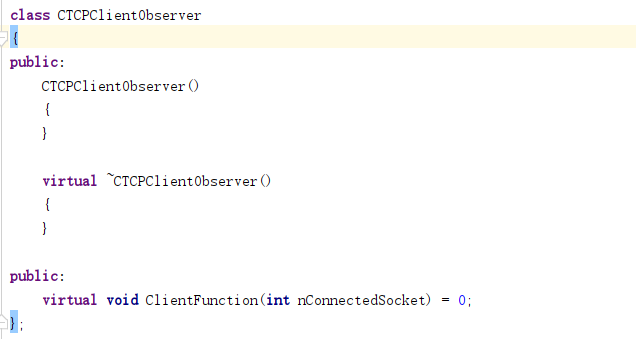 class CTCPClientObserver
{
public:
    CTCPClientObserver()
    {
    }

    virtual ~CTCPClientObserver()
    {
    }

public:
    virtual void ClientFunction(int nConnectedSocket) = 0;
};